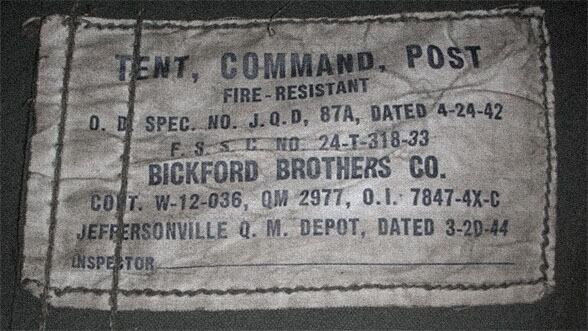 TENT, COMMAND, POST
FIRE-RESISTANT
O. D. SPEC. NO. J.Q.D, 87A, DATED 4-24-42
F. S. S. C NO. 24-T-318-33
BICKFORD BROTHERS CO.
CONT. W-12-036, QM 2977, O.I. 7847-4X-C
JEFFERSONVILLE Q. M. DEPOT, DATED 3-20-44
INSPECTOR